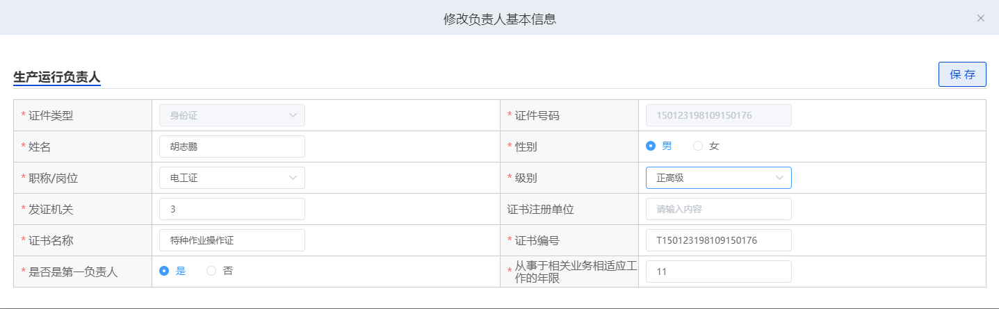 修改负责人基本信息
生产运行负责人
保 存
* 证件类型 身份证 * 证件号码 150123198109150176
* 姓名 胡志鹏 * 性别 男 女
* 职称/岗位 电工证 * 级别 正高级
* 发证机关 3 证书注册单位 请输入内容
* 证书名称 特种作业操作证 * 证书编号 T150123198109150176
* 是否是第一负责人 是 否 * 从事于相关业务相适应工
作的年限 11